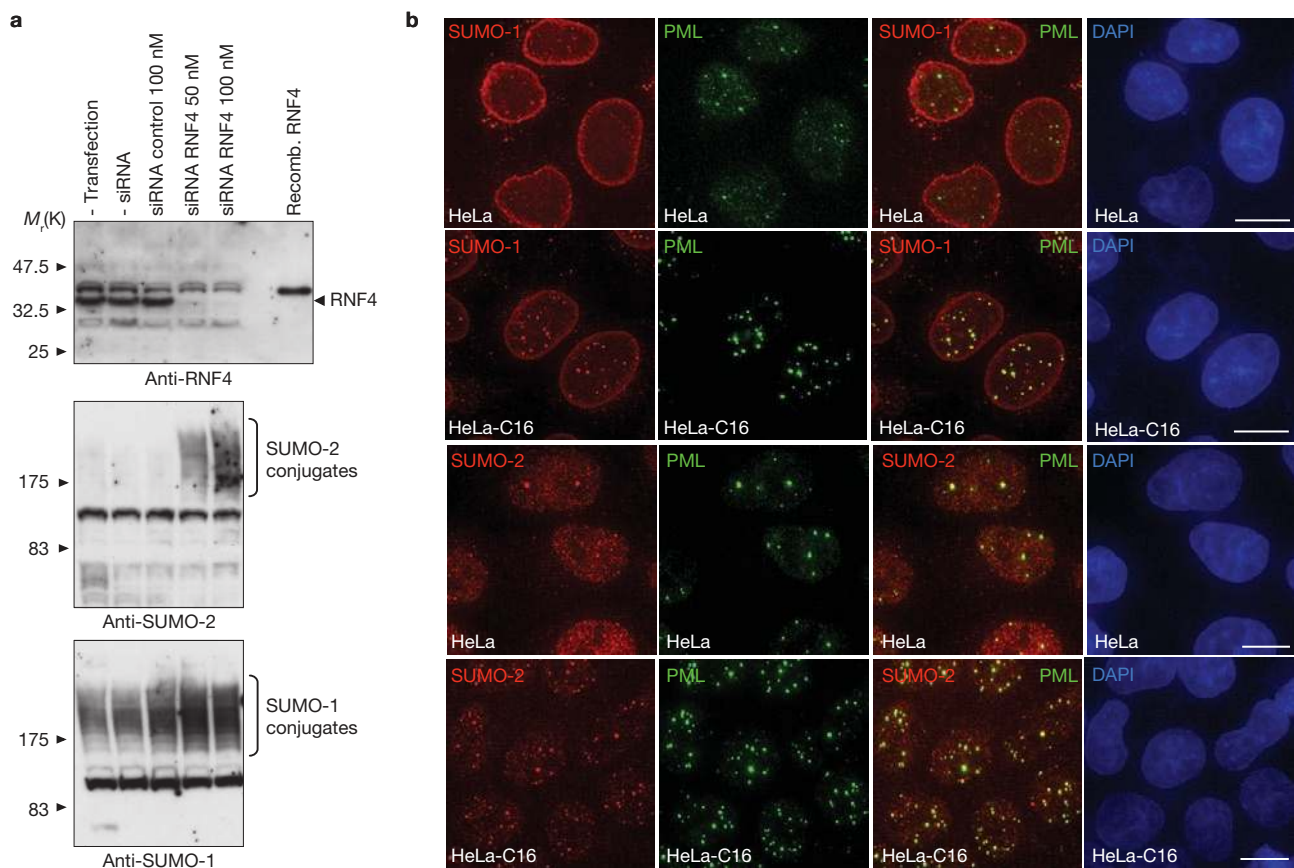 a
- Transfection
- siRNA
siRNA control 100 nM
siRNA RNF4 50 nM
siRNA RNF4 100 nM
Recomb. RNF4
Mr (K)
47.5
32.5
25
RNF4
Anti-RNF4
175
83
SUMO-2
conjugates
Anti-SUMO-2
175
83
SUMO-1
conjugates
Anti-SUMO-1
b
SUMO-1 PML SUMO-1 PML DAPI
HeLa HeLa HeLa HeLa
SUMO-1 PML SUMO-1 PML DAPI
HeLa-C16 HeLa-C16 HeLa-C16 HeLa-C16
SUMO-2 PML SUMO-2 PML DAPI
HeLa HeLa HeLa HeLa
SUMO-2 PML SUMO-2 PML DAPI
HeLa-C16 HeLa-C16 HeLa-C16 HeLa-C16